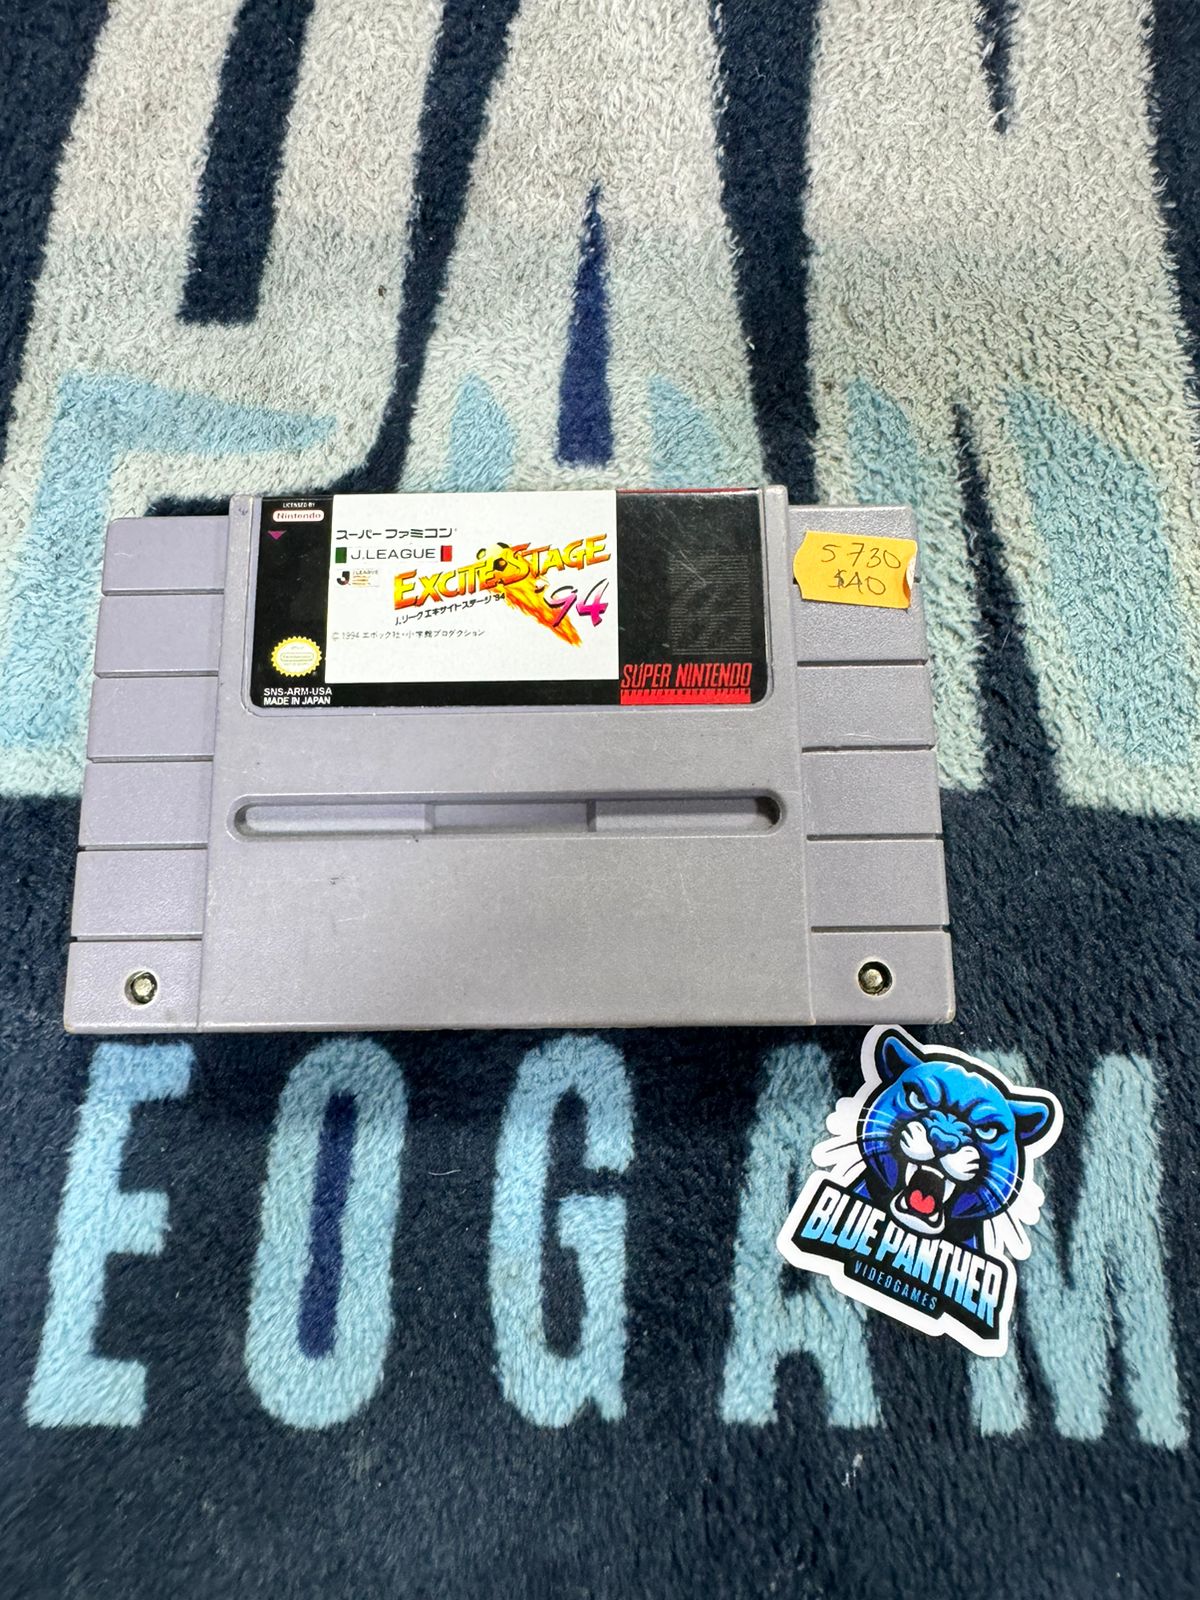 LICENSED BY
Nintendo
スーパーファミコン
J.LEAGUE
J.LEAGUE
EXCITE STAGE
'94
J.リーグエキサイトステージ'94
© 1994 エポック社・小学館プロダクション
SNS-ARM-USA
MADE IN JAPAN
SUPER NINTENDO
5730
$40
EOGAM
BLUE PANTHER
VIDEOGAMES